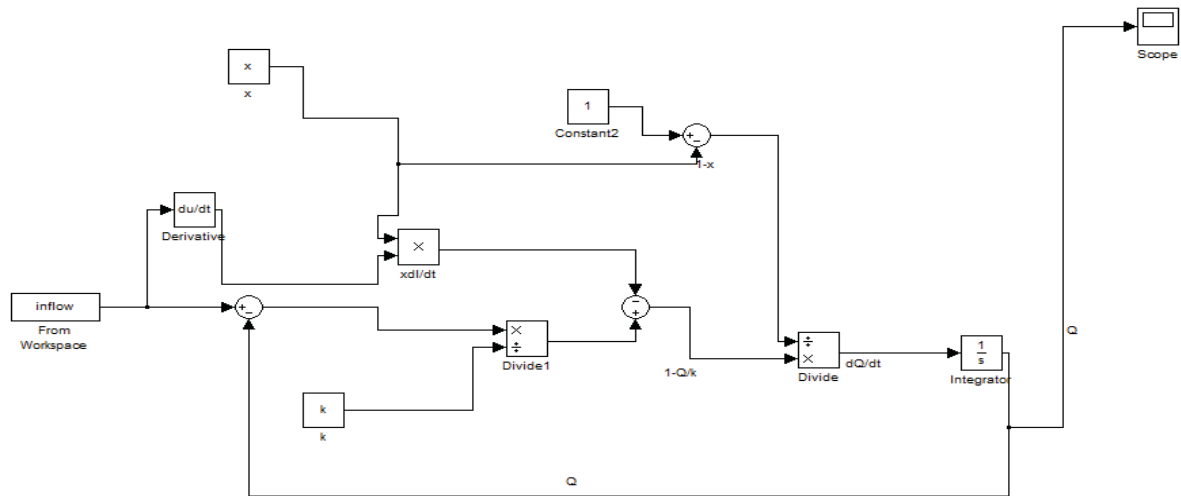 Scope
x
x
1
Constant2
+
−
1-x
du/dt
Derivative
×
xdI/dt
inflow
From
Workspace
+
−
−
+
×
÷
Divide1
÷
×
Divide
dQ/dt
1
s
Integrator
Q
1-Q/k
k
k
Q